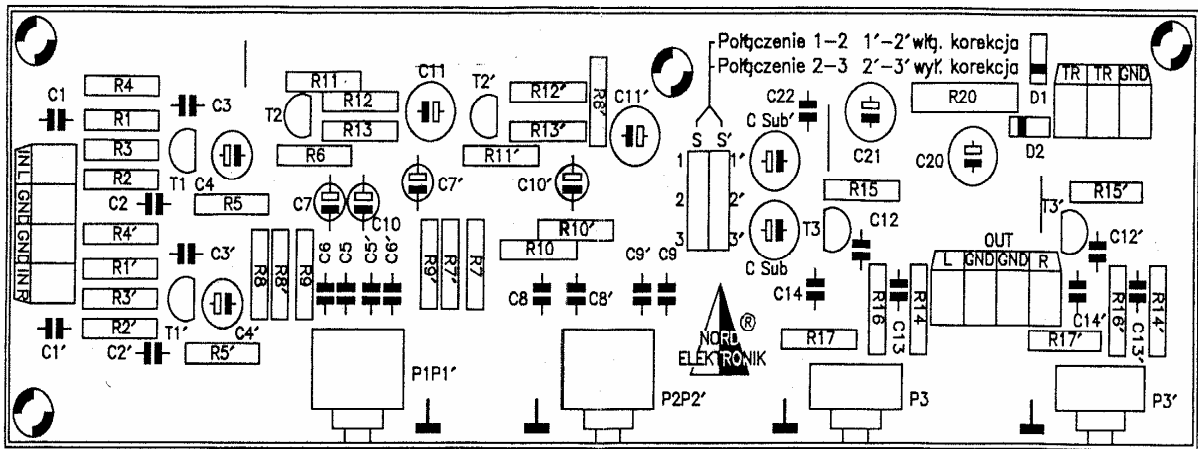 Połączenie 1-2 1'-2' włą. korekcja
Połączenie 2-3 2'-3' wył. korekcja
R4
C1
R1
R3
R2
C3
T1
C4
C2
R5
IN L
GND
GND
IN R
R4'
R1'
R3'
R2'
C1'
C2'
C3'
T1'
C4'
R5'
R11
T2
R12
R13
R6
C11
T2'
R12'
R13'
R11'
R8'
C11'
C7
C10
C7'
C10'
R8
R8'
R9
C6
C5
C5'
C6'
R9'
R7'
R7
R10'
R10
C8
C8'
C9'
C9
P1P1'
P2P2'
S S'
1 1'
2 2'
3 3'
C Sub'
C Sub
C22
C21
R20
C20
D1
D2
TR TR GND
R15
T3
C12
C14
R16
C13
R14
R17
P3
OUT
L GND GND R
R15'
T3'
C12'
C14'
R16'
C13'
R14'
R17'
P3'
NORD ®
ELEKTRONIK